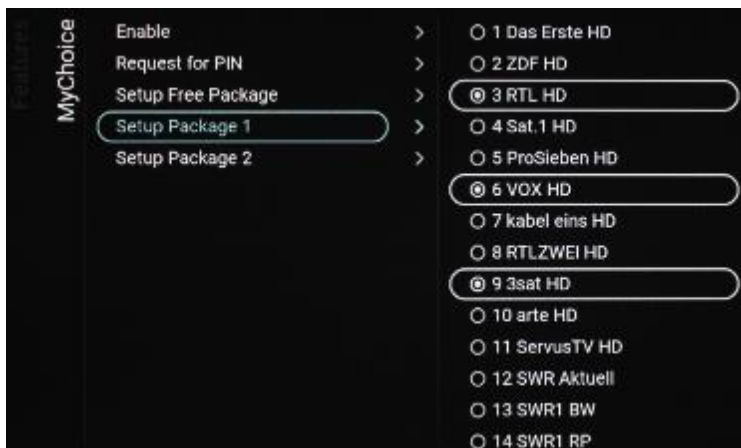 Features
MyChoice
Enable
Request for PIN
Setup Free Package
Setup Package 1
Setup Package 2
1 Das Erste HD
2 ZDF HD
3 RTL HD
4 Sat.1 HD
5 ProSieben HD
6 VOX HD
7 kabel eins HD
8 RTLZWEI HD
9 3sat HD
10 arte HD
11 ServusTV HD
12 SWR Aktuell
13 SWR1 BW
14 SWR1 RP